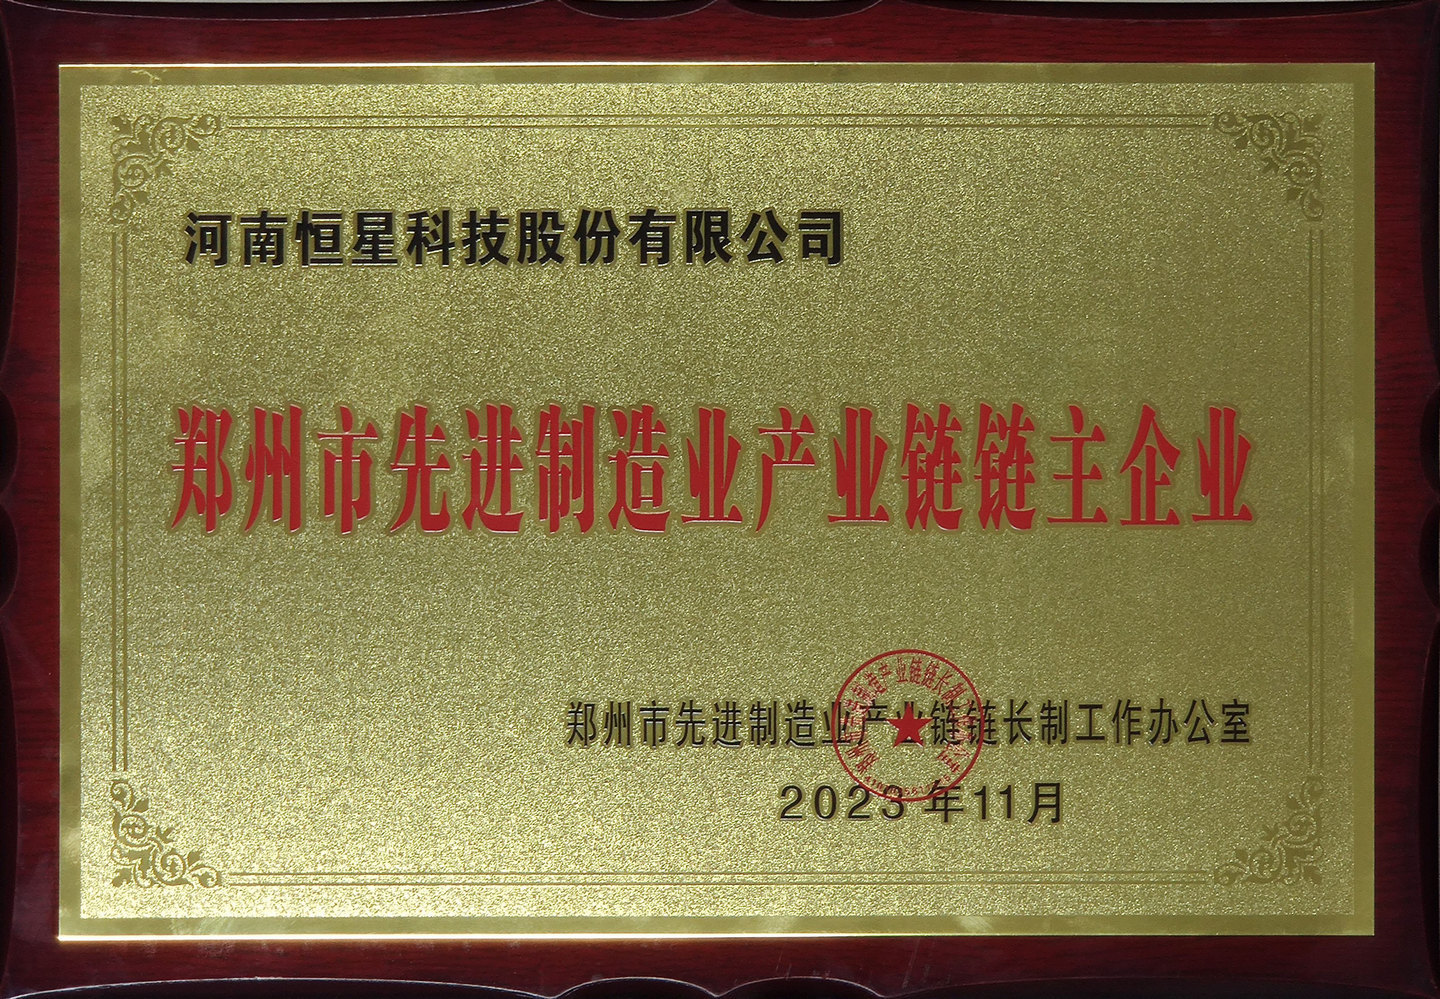 河南恒星科技股份有限公司
郑州市先进制造业产业链链主企业
郑州市先进制造业产业链链长制工作办公室
2023年11月